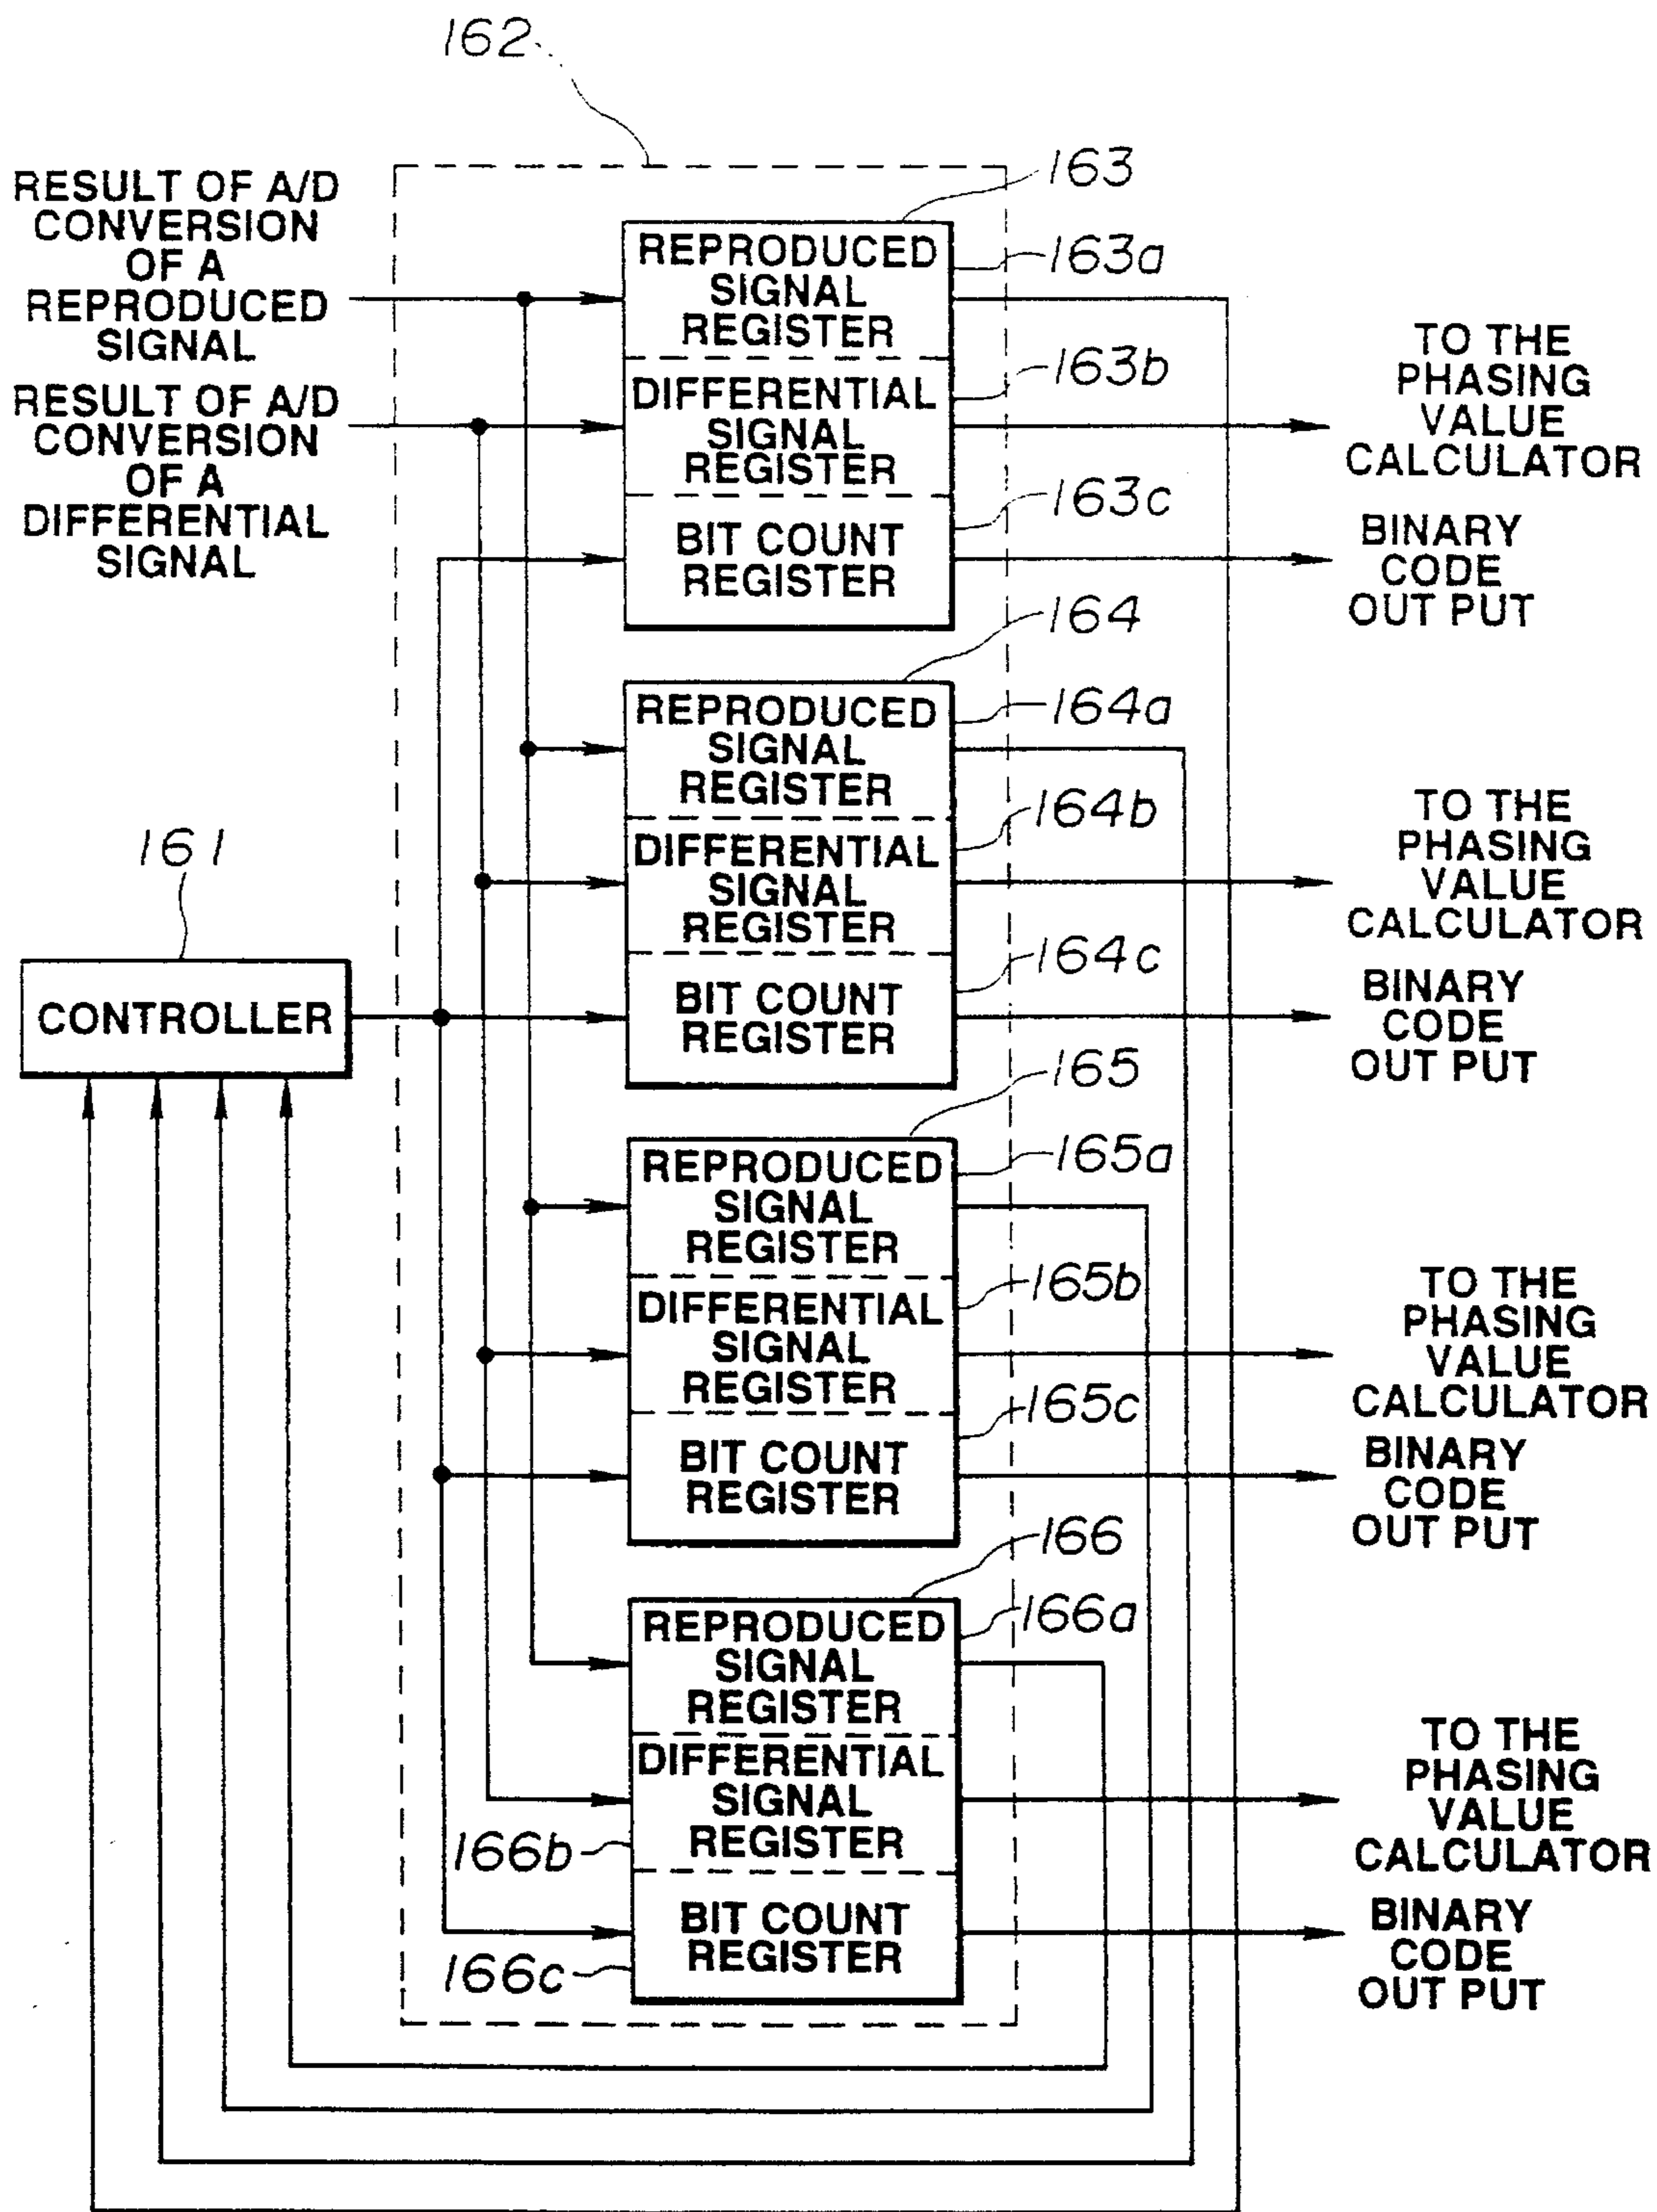 162
RESULT OF A/D
CONVERSION
OF A
REPRODUCED
SIGNAL
RESULT OF A/D
CONVERSION
OF A
DIFFERENTIAL
SIGNAL
163
REPRODUCED
SIGNAL
REGISTER
163a
DIFFERENTIAL
SIGNAL
REGISTER
163b
BIT COUNT
REGISTER
163c
TO THE
PHASING
VALUE
CALCULATOR
BINARY
CODE
OUT PUT
164
REPRODUCED
SIGNAL
REGISTER
164a
DIFFERENTIAL
SIGNAL
REGISTER
164b
BIT COUNT
REGISTER
164c
TO THE
PHASING
VALUE
CALCULATOR
BINARY
CODE
OUT PUT
161
CONTROLLER
165
REPRODUCED
SIGNAL
REGISTER
165a
DIFFERENTIAL
SIGNAL
REGISTER
165b
BIT COUNT
REGISTER
165c
TO THE
PHASING
VALUE
CALCULATOR
BINARY
CODE
OUT PUT
166
REPRODUCED
SIGNAL
REGISTER
166a
DIFFERENTIAL
SIGNAL
REGISTER
166b
BIT COUNT
REGISTER
166c
TO THE
PHASING
VALUE
CALCULATOR
BINARY
CODE
OUT PUT